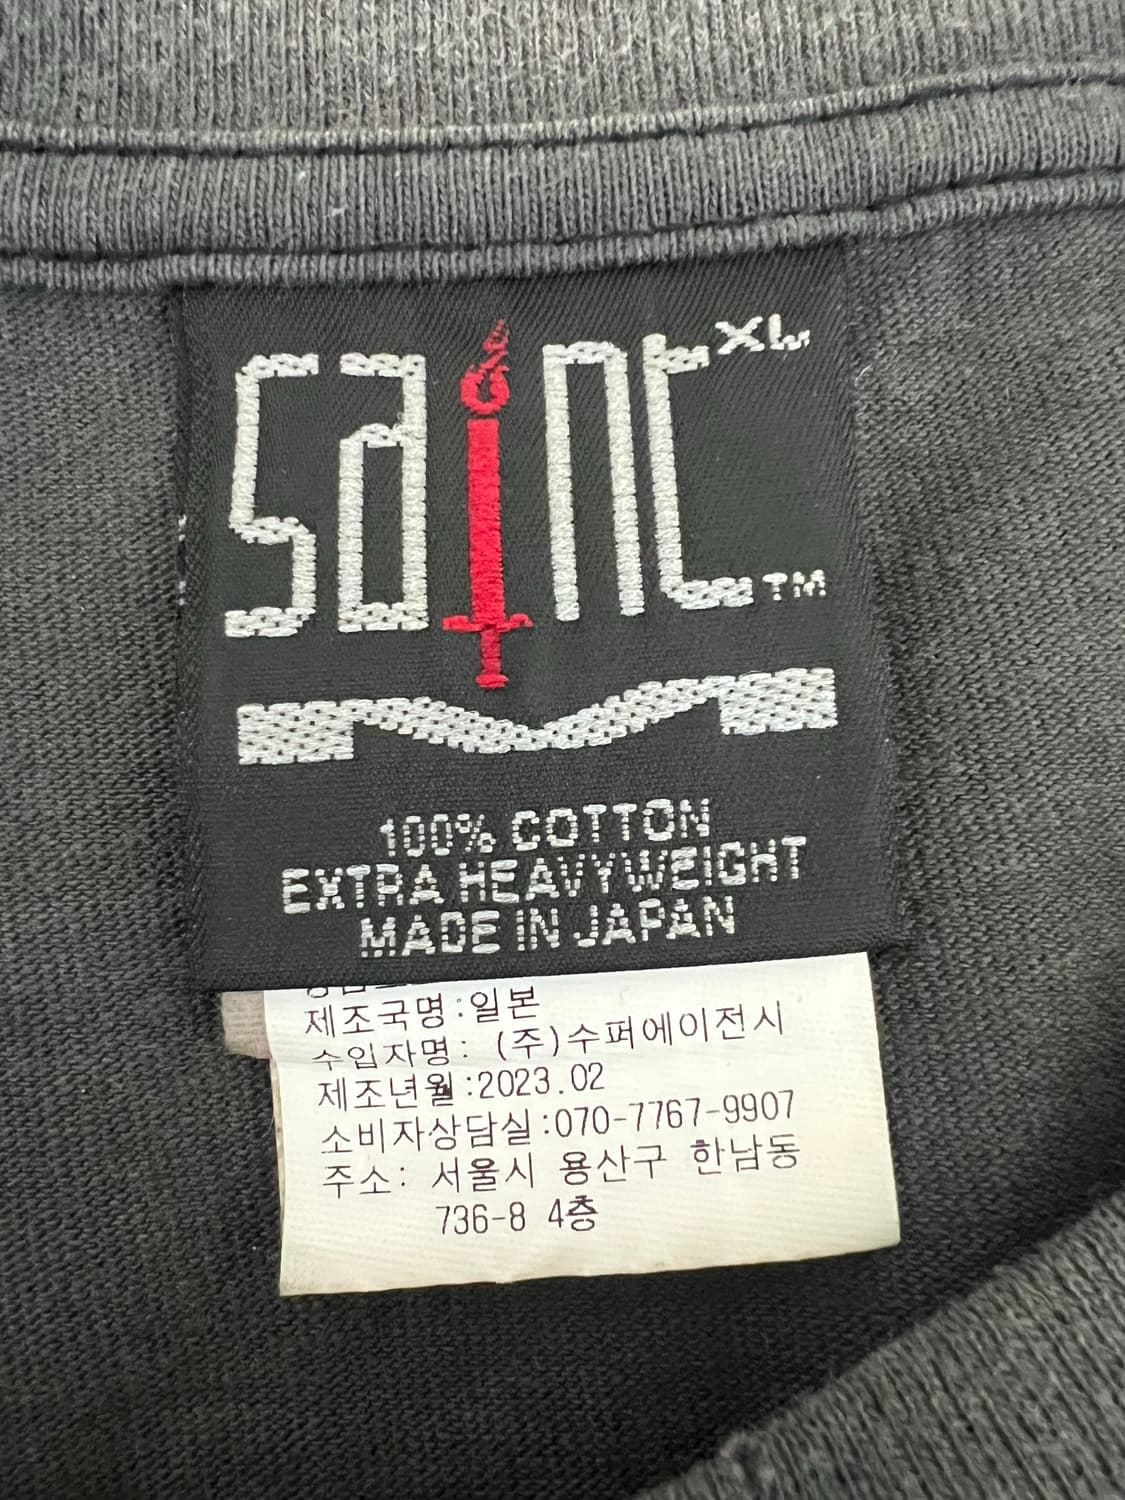 saint XL
TM
100% COTTON
EXTRA HEAVYWEIGHT
MADE IN JAPAN
제조국명:일본
수입자명: (주)수퍼에이전시
제조년월:2023.02
소비자상담실:070-7767-9907
주소: 서울시 용산구 한남동
736-8 4층